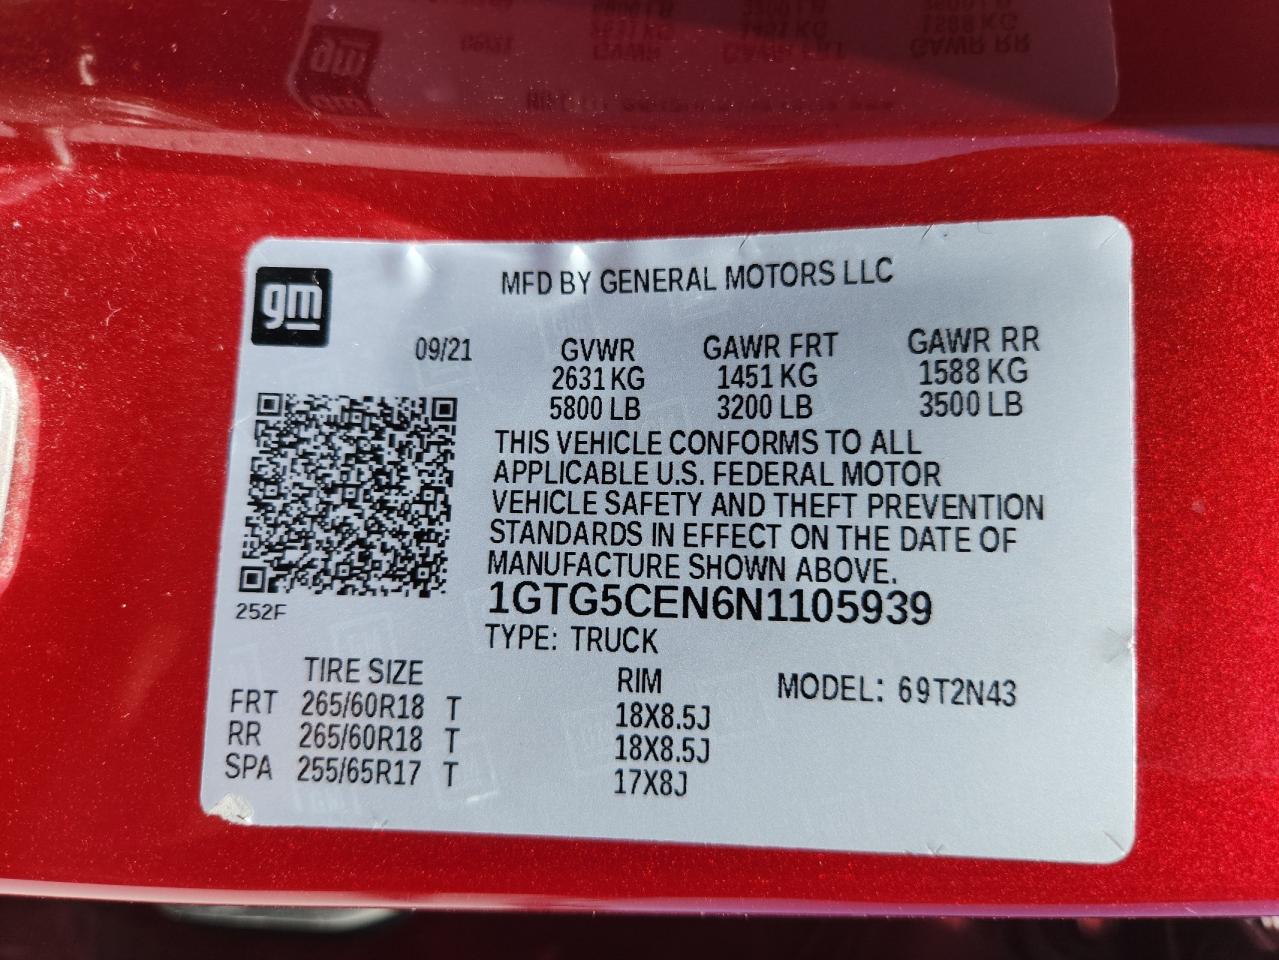 gm
MFD BY GENERAL MOTORS LLC
09/21 GVWR GAWR FRT GAWR RR
2631 KG 1451 KG 1588 KG
5800 LB 3200 LB 3500 LB
THIS VEHICLE CONFORMS TO ALL
APPLICABLE U.S. FEDERAL MOTOR
VEHICLE SAFETY AND THEFT PREVENTION
STANDARDS IN EFFECT ON THE DATE OF
MANUFACTURE SHOWN ABOVE.
252F
1GTG5CEN6N1105939
TYPE: TRUCK
TIRE SIZE RIM MODEL: 69T2N43
FRT 265/60R18 T 18X8.5J
RR 265/60R18 T 18X8.5J
SPA 255/65R17 T 17X8J